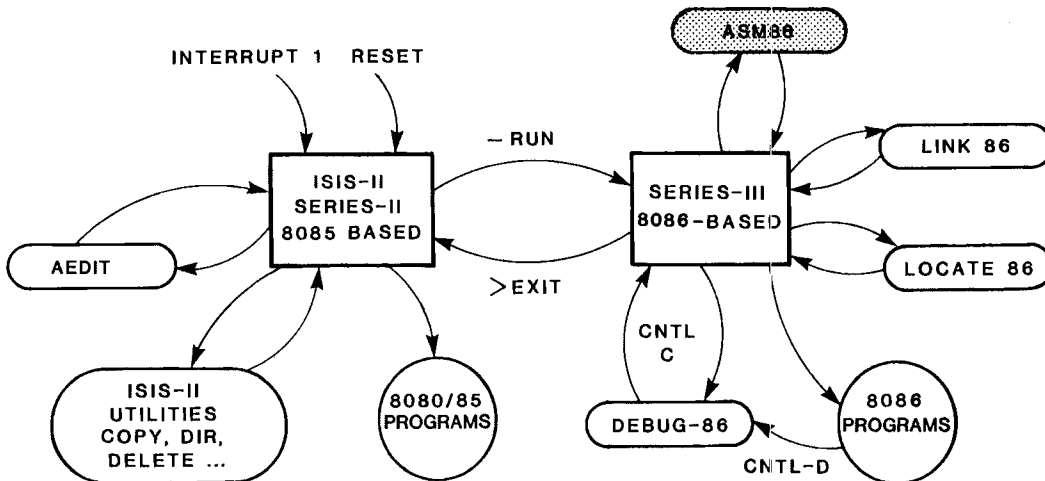 ASM86
INTERRUPT 1 RESET
—RUN
LINK 86
ISIS-II
SERIES-II
8085 BASED
SERIES-III
8086-BASED
AEDIT
LOCATE 86
>EXIT
CNTL
C
ISIS-II
UTILITIES
COPY, DIR,
DELETE ...
8080/85
PROGRAMS
DEBUG-86
8086
PROGRAMS
CNTL-D